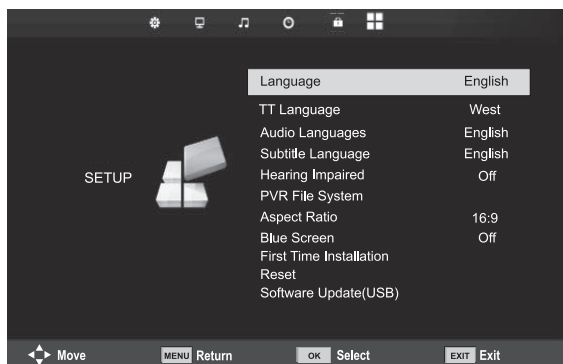 Language English
TT Language West
Audio Languages English
Subtitle Language English
SETUP
Hearing Impaired Off
PVR File System
Aspect Ratio 16:9
Blue Screen Off
First Time Installation
Reset
Software Update(USB)
Move MENU Return OK Select EXIT Exit